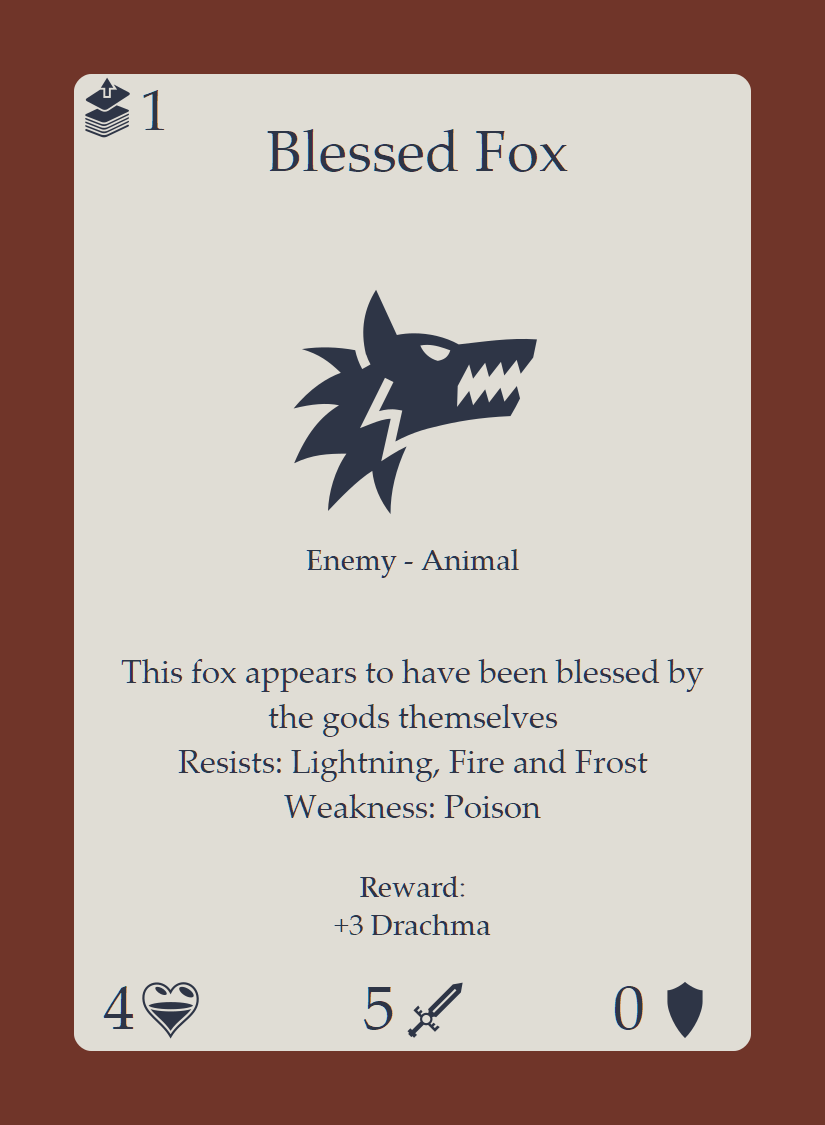 1
Blessed Fox
Enemy - Animal
This fox appears to have been blessed by
the gods themselves
Resists: Lightning, Fire and Frost
Weakness: Poison
Reward:
+3 Drachma
4 5 0